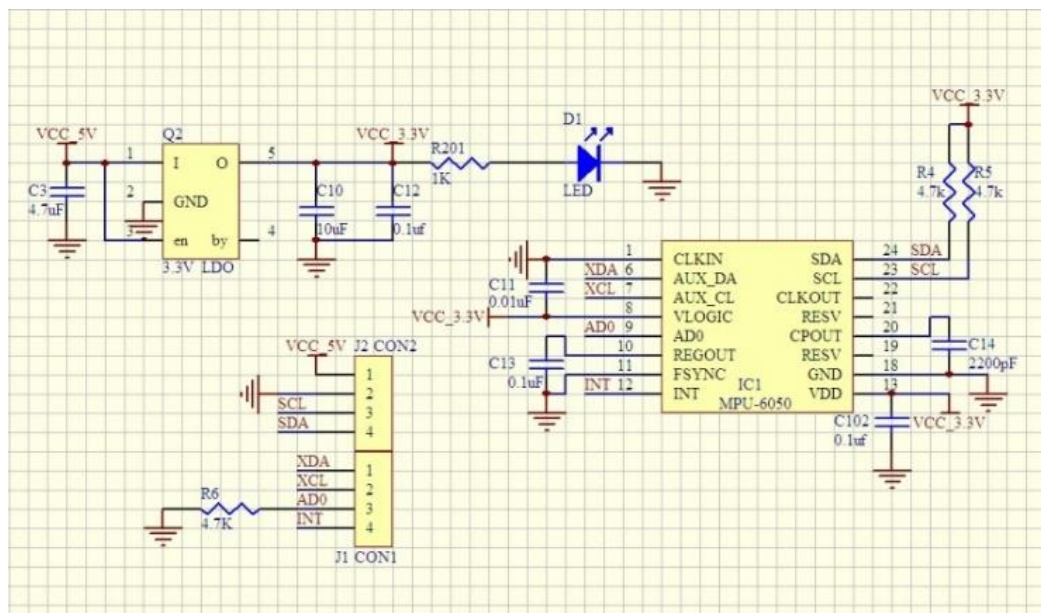 VCC_5V
Q2
1
I
O
5
C3
4.7uF
2
GND
3
en
by
4
3.3V LDO
VCC_3.3V
C10
10uF
C12
0.1uf
R201
1K
D1
LED
VCC_3.3V
R4
4.7k
R5
4.7k
1
CLKIN
XDA
6
AUX_DA
XCL
7
AUX_CL
C11
0.01uF
VCC_3.3V
8
VLOGIC
AD0
9
AD0
10
REGOUT
C13
0.1uF
11
FSYNC
INT
12
INT
IC1
MPU-6050
SDA
24
SDA
SCL
23
SCL
CLKOUT
22
RESV
21
CPOUT
20
RESV
19
GND
18
VDD
13
C14
2200pF
C102
0.1uf
VCC_3.3V
VCC_5V
J2 CON2
1
2
SCL
3
SDA
4
XDA
1
XCL
2
AD0
3
INT
4
R6
4.7K
J1 CON1